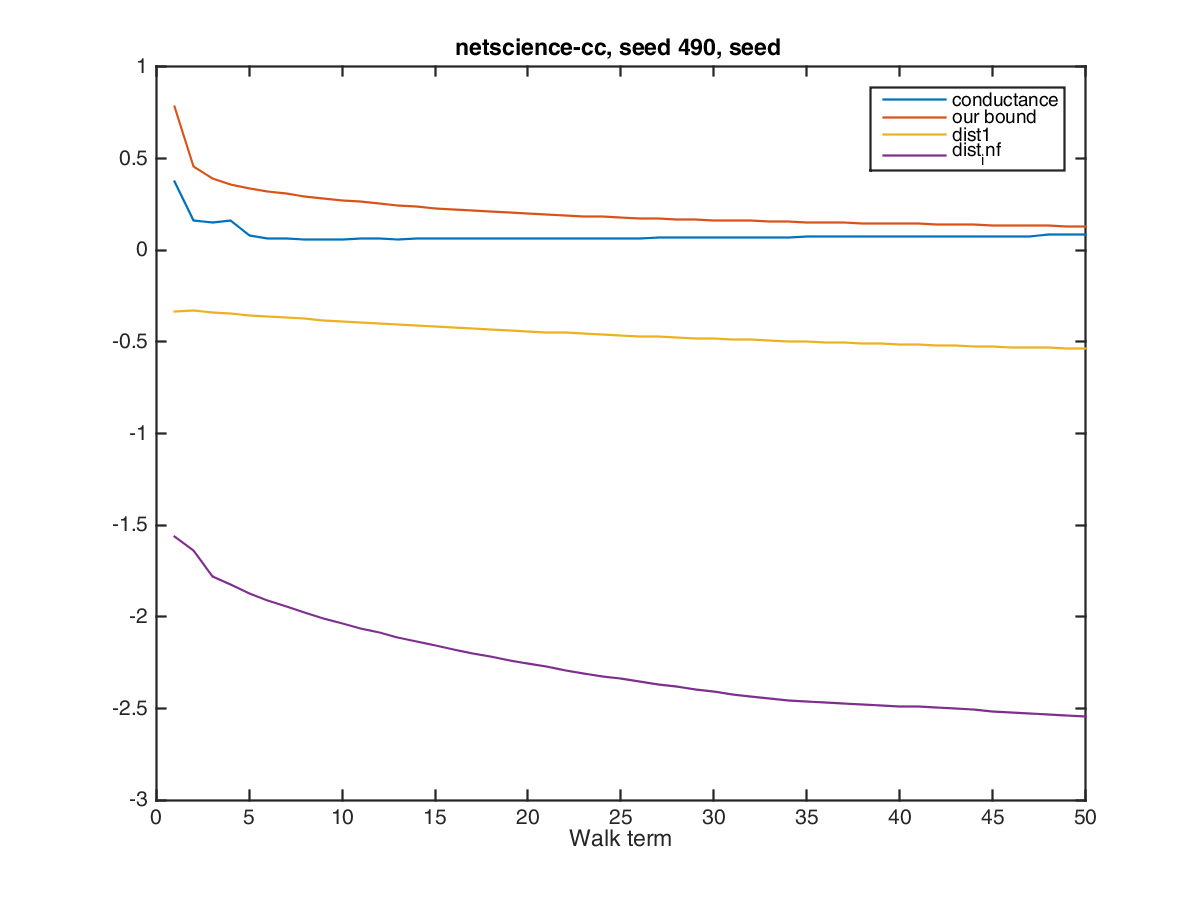 netscience-cc, seed 490, seed
1
0.5
0
-0.5
-1
-1.5
-2
-2.5
-3
conductance
our bound
dist1
dist_inf
0 5 10 15 20 25 30 35 40 45 50
Walk term